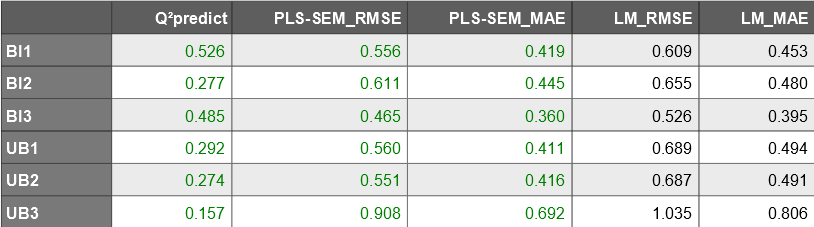 Q²predict PLS-SEM_RMSE PLS-SEM_MAE LM_RMSE LM_MAE
BI1 0.526 0.556 0.419 0.609 0.453
BI2 0.277 0.611 0.445 0.655 0.480
BI3 0.485 0.465 0.360 0.526 0.395
UB1 0.292 0.560 0.411 0.689 0.494
UB2 0.274 0.551 0.416 0.687 0.491
UB3 0.157 0.908 0.692 1.035 0.806